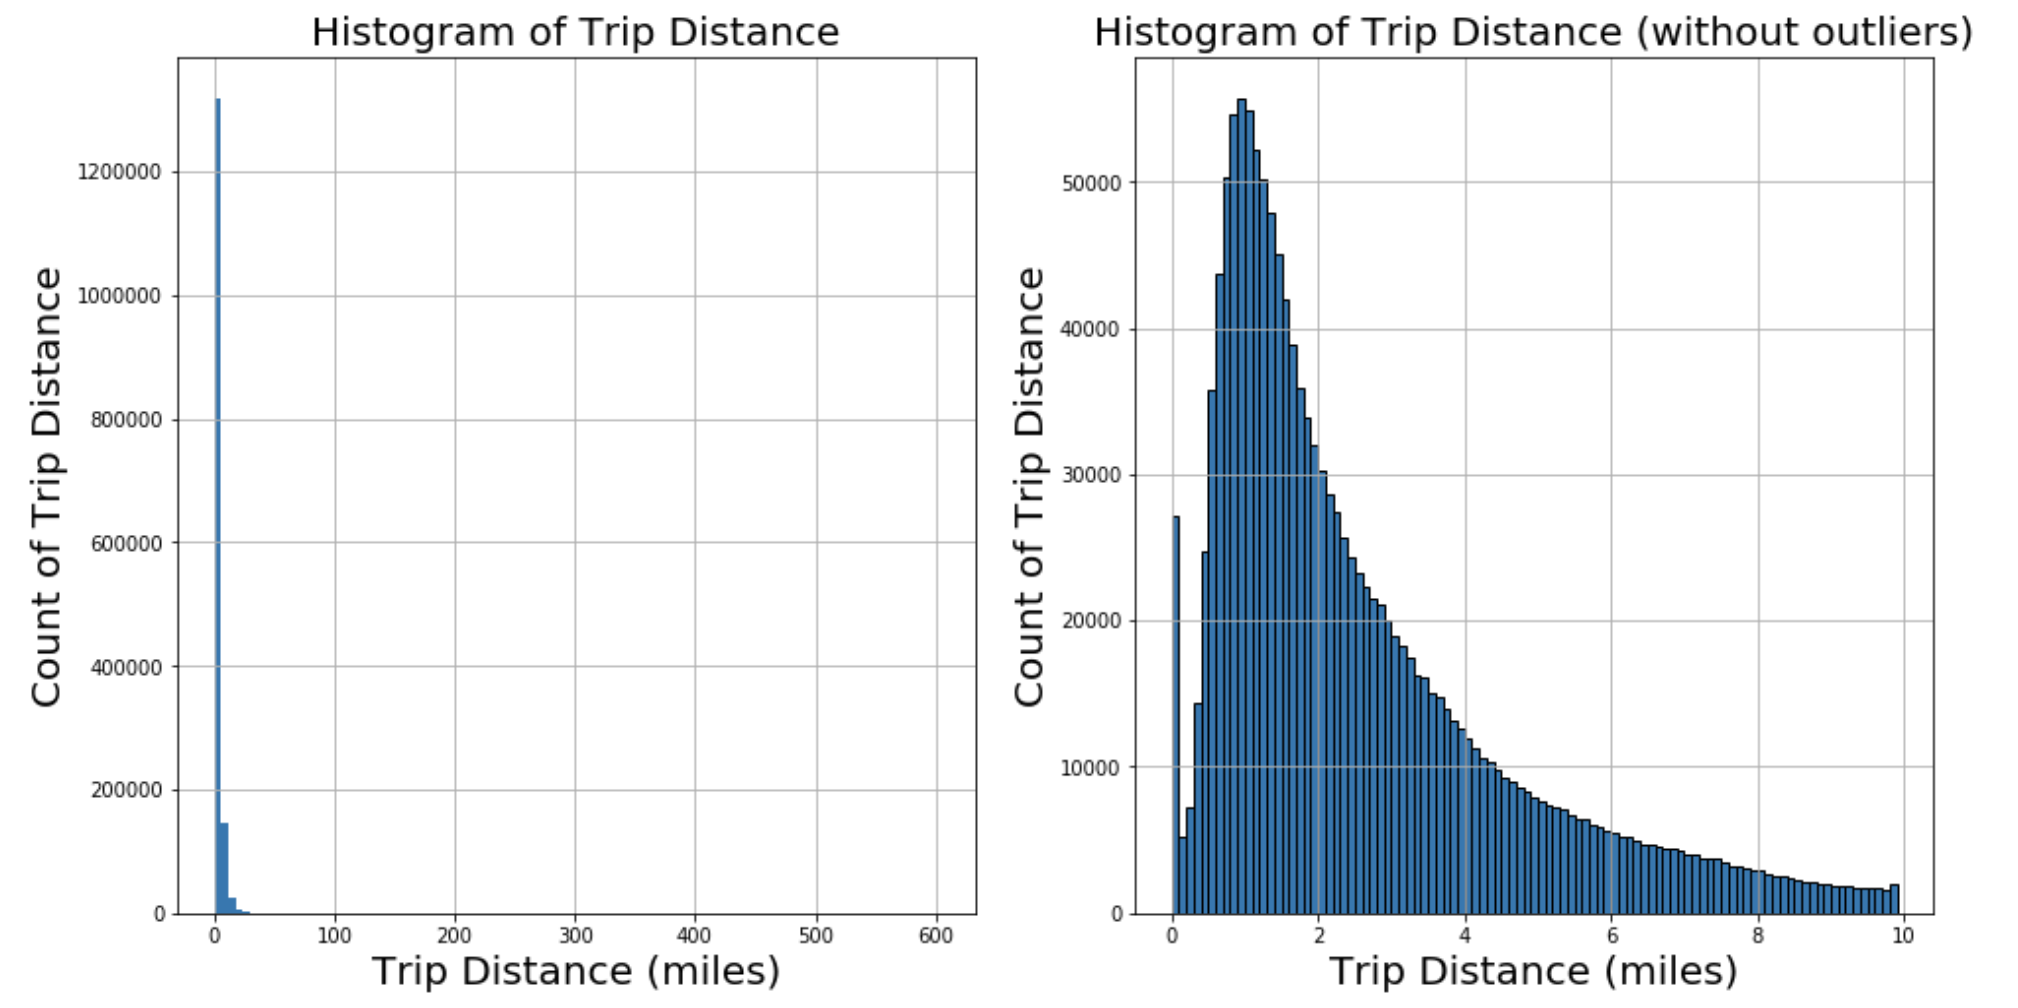 Histogram of Trip Distance
Count of Trip Distance
1200000
1000000
800000
600000
400000
200000
0
0 100 200 300 400 500 600
Trip Distance (miles)
Histogram of Trip Distance (without outliers)
Count of Trip Distance
50000
40000
30000
20000
10000
0
0 2 4 6 8 10
Trip Distance (miles)